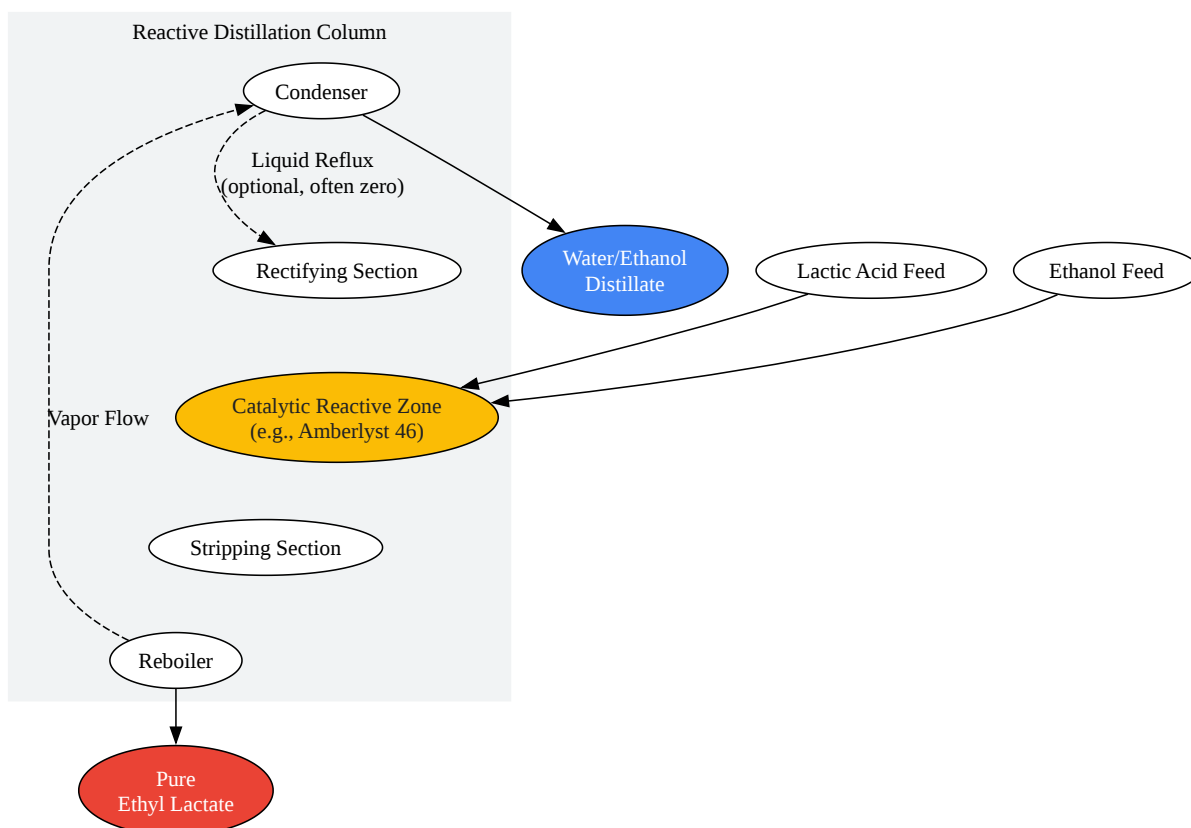 Reactive Distillation Column
Condenser
Liquid Reflux
(optional, often zero)
Rectifying Section
Water/Ethanol
Distillate
Lactic Acid Feed
Ethanol Feed
Catalytic Reactive Zone
(e.g., Amberlyst 46)
Vapor Flow
Stripping Section
Reboiler
Pure
Ethyl Lactate